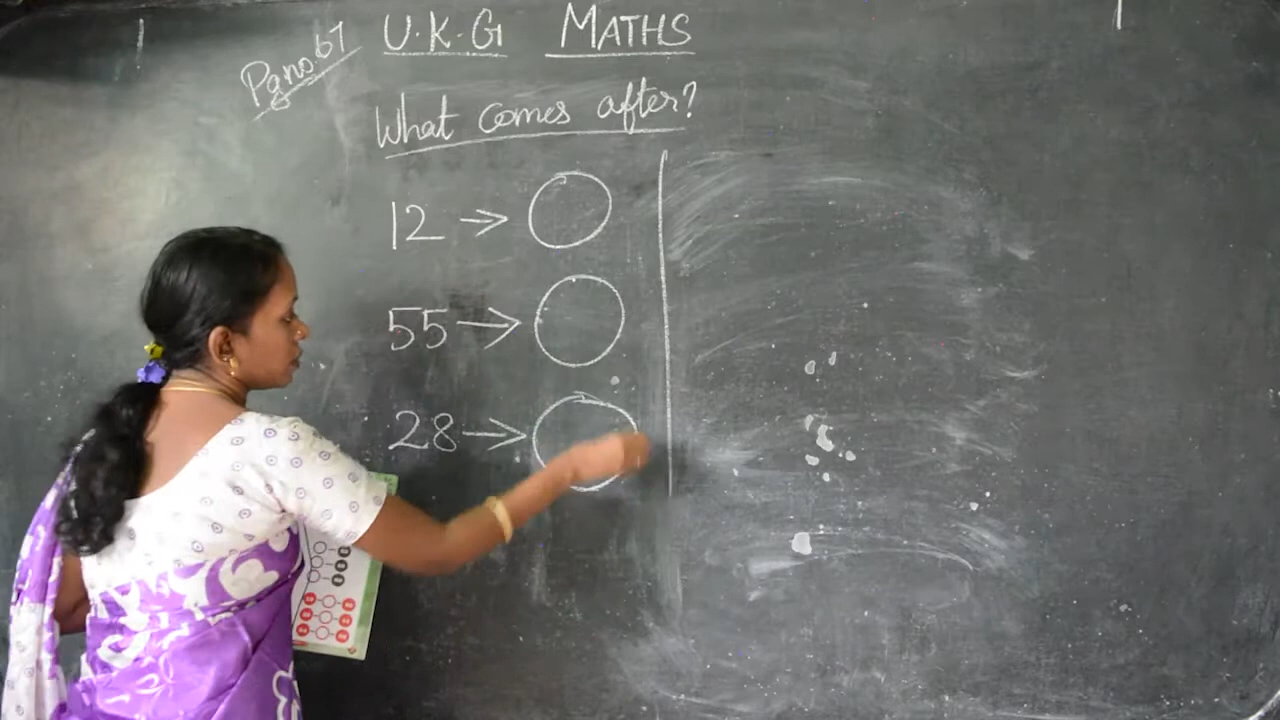 Pg no. 67
U.K.G MATHS
What comes after?
12 →
55 →
28 →